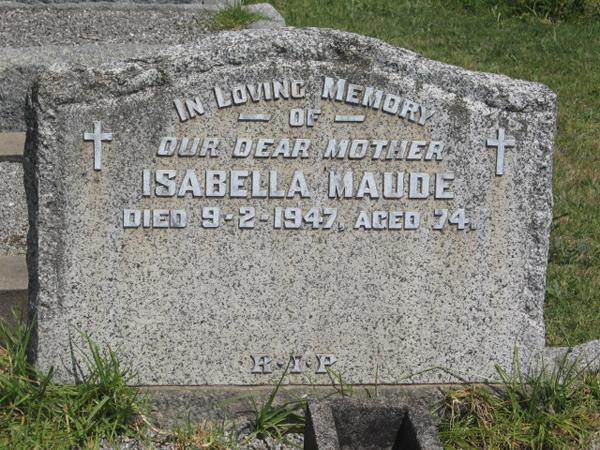 IN LOVING MEMORY
— OF —
OUR DEAR MOTHER
ISABELLA MAUDE
DIED 9-2-1947, AGED 74.
R·I·P